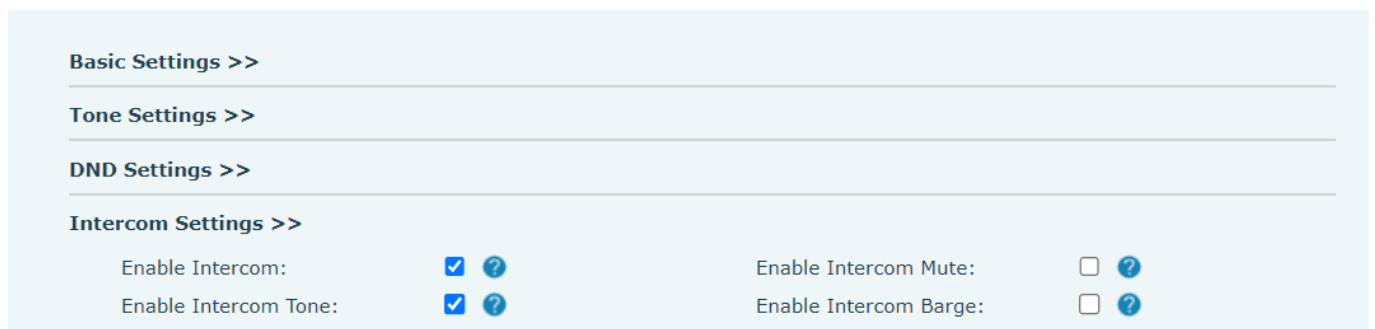 Basic Settings >>
Tone Settings >>
DND Settings >>
Intercom Settings >>
Enable Intercom: ? Enable Intercom Mute: ?
Enable Intercom Tone: ? Enable Intercom Barge: ?